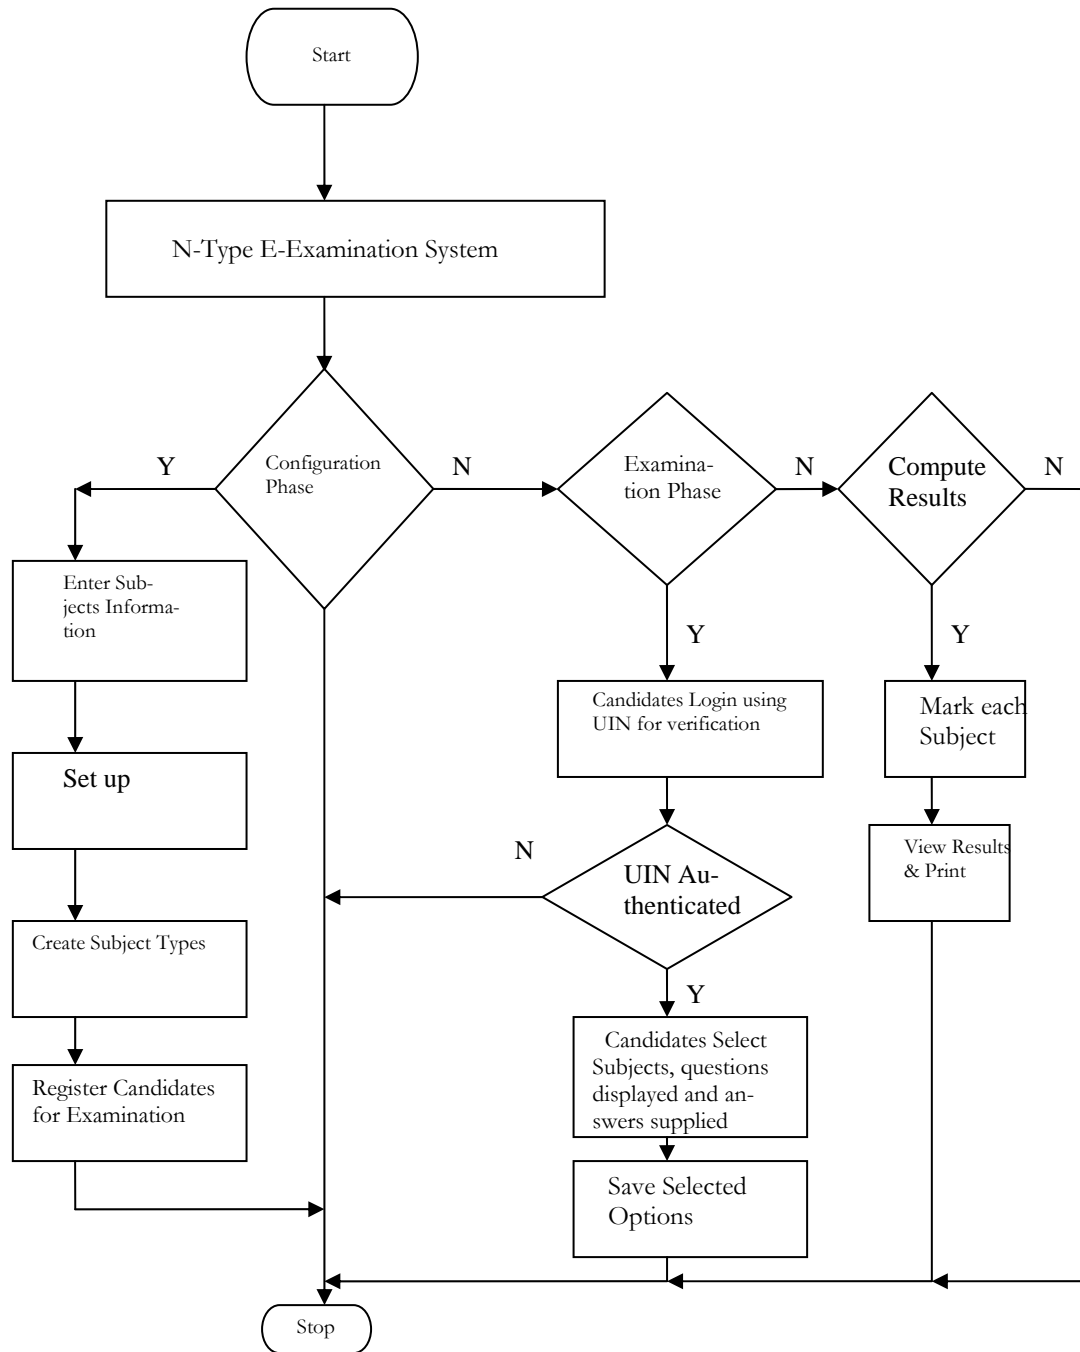 Start
N-Type E-Examination System
Y
Configuration
Phase
N
Examina-
tion Phase
N
Compute
Results
N
Enter Sub-
jects Informa-
tion
Y
Y
Candidates Login using
UIN for verification
Mark each
Subject
Set up
N
UIN Au-
thenticated
View Results
& Print
Create Subject Types
Y
Candidates Select
Subjects, questions
displayed and an-
swers supplied
Register Candidates
for Examination
Save Selected
Options
Stop